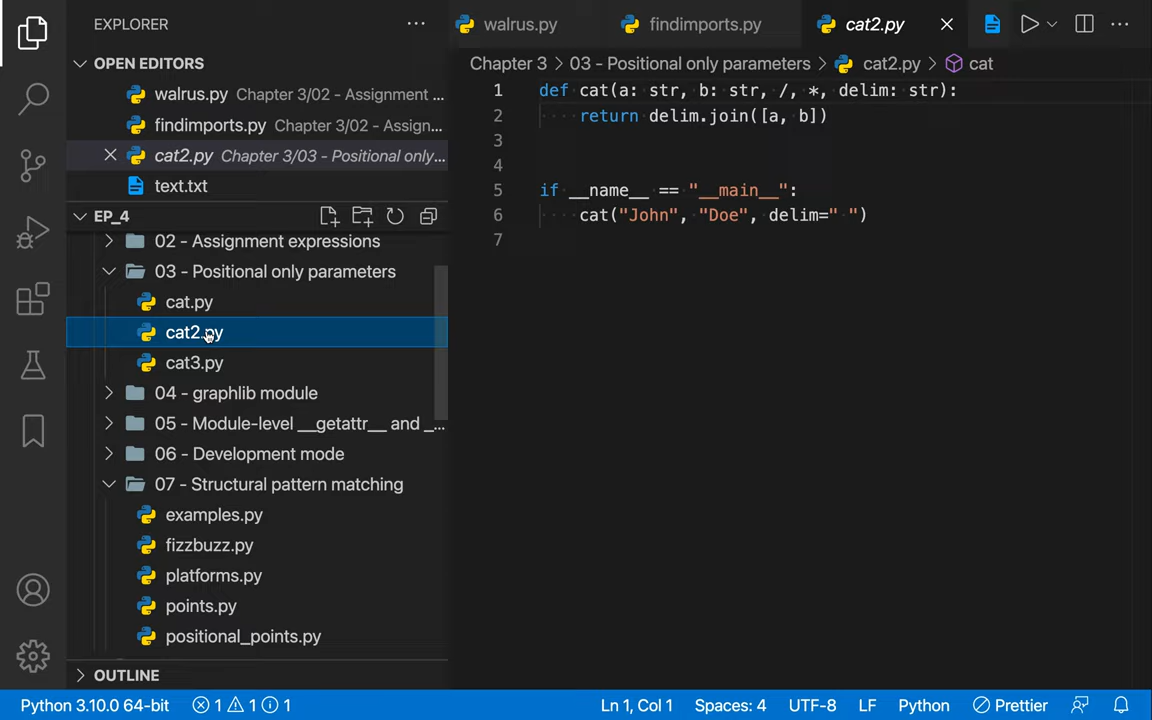 EXPLORER
OPEN EDITORS
walrus.py Chapter 3/02 - Assignment ...
findimports.py Chapter 3/02 - Assign...
cat2.py Chapter 3/03 - Positional only...
text.txt
EP_4
02 - Assignment expressions
03 - Positional only parameters
cat.py
cat2.py
cat3.py
04 - graphlib module
05 - Module-level __getattr__ and _...
06 - Development mode
07 - Structural pattern matching
examples.py
fizzbuzz.py
platforms.py
points.py
positional_points.py
OUTLINE
walrus.py findimports.py cat2.py
Chapter 3 > 03 - Positional only parameters > cat2.py > cat
1 def cat(a: str, b: str, /, *, delim: str):
2 ····return delim.join([a, b])
3
4
5 if __name__ == "__main__":
6 ····cat("John", "Doe", delim=" ")
7
Python 3.10.0 64-bit 1 1 1 Ln 1, Col 1 Spaces: 4 UTF-8 LF Python Prettier